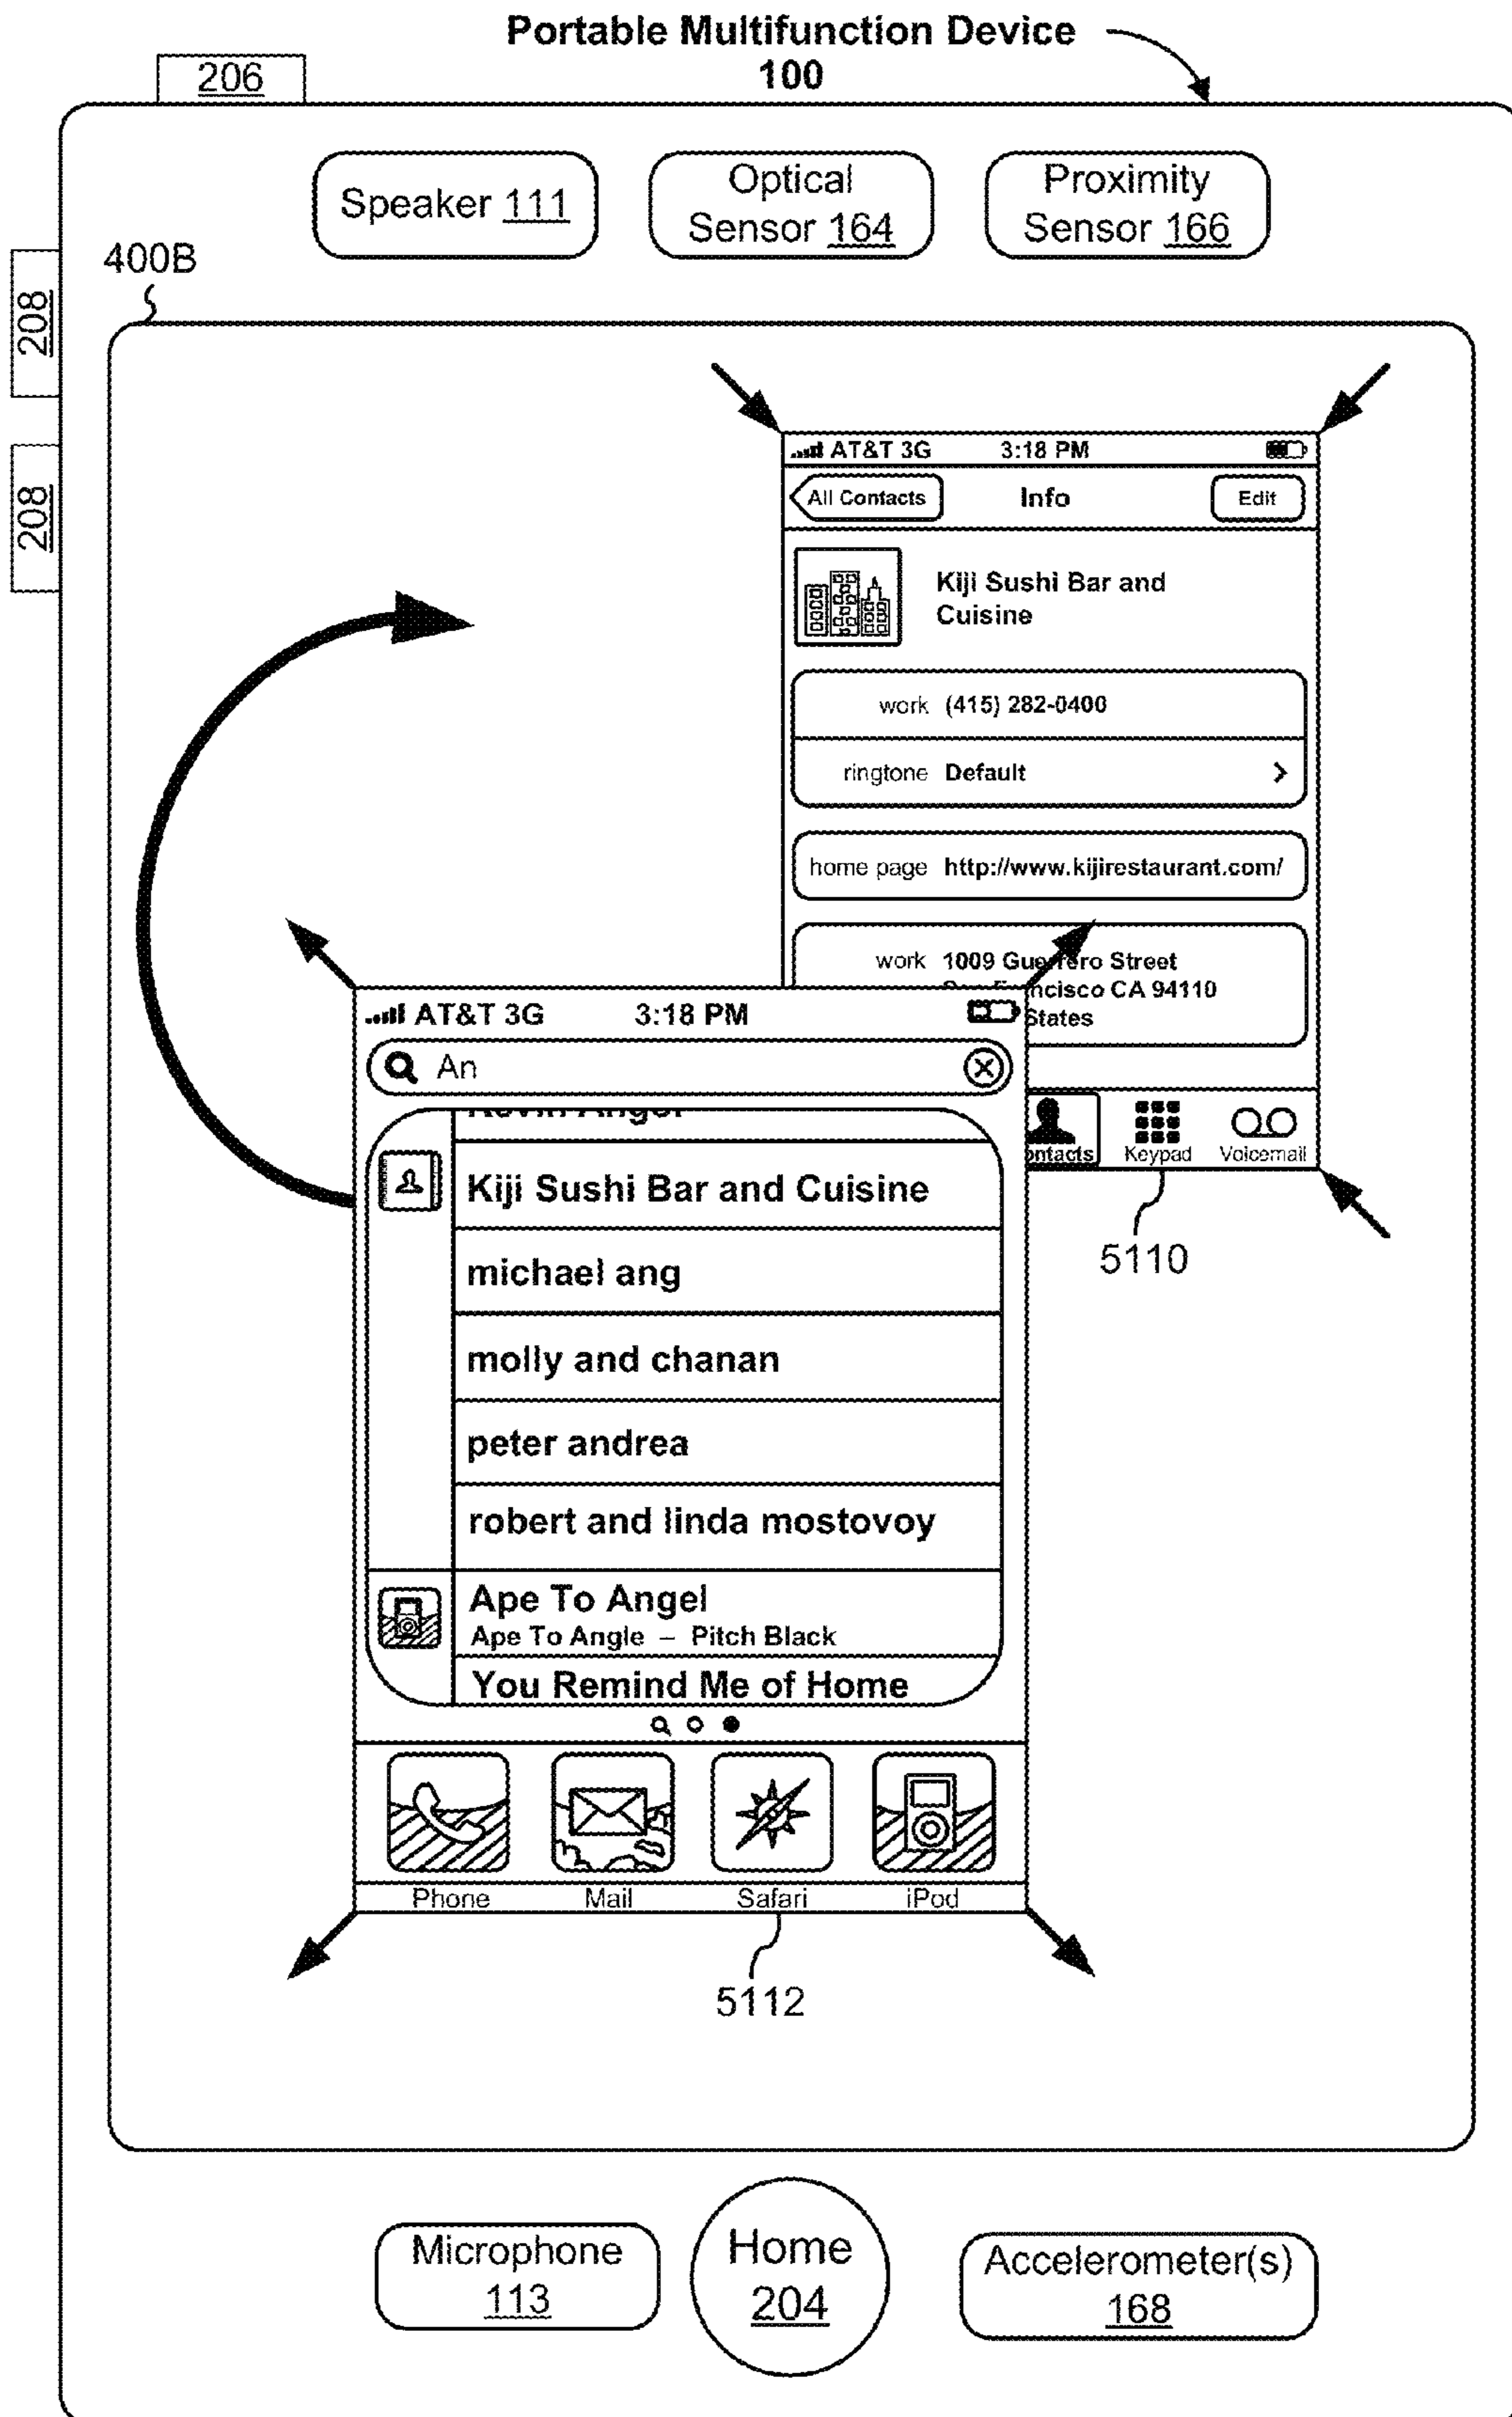 Portable Multifunction Device
100
206
Speaker 111
Optical
Sensor 164
Proximity
Sensor 166
400B
208
208
AT&T 3G 3:18 PM
All Contacts Info Edit
Kiji Sushi Bar and
Cuisine
work (415) 282-0400
ringtone Default
home page http://www.kijirestaurant.com/
work 1009 Guerrero Street
CA 94110
States
Keypad Voicemail
5110
AT&T 3G 3:18 PM
An
Kiji Sushi Bar and Cuisine
michael ang
molly and chanan
peter andrea
robert and linda mostovoy
Ape To Angel
Ape To Angle – Pitch Black
You Remind Me of Home
Phone Mail Safari iPod
5112
Microphone
113
Home
204
Accelerometer(s)
168